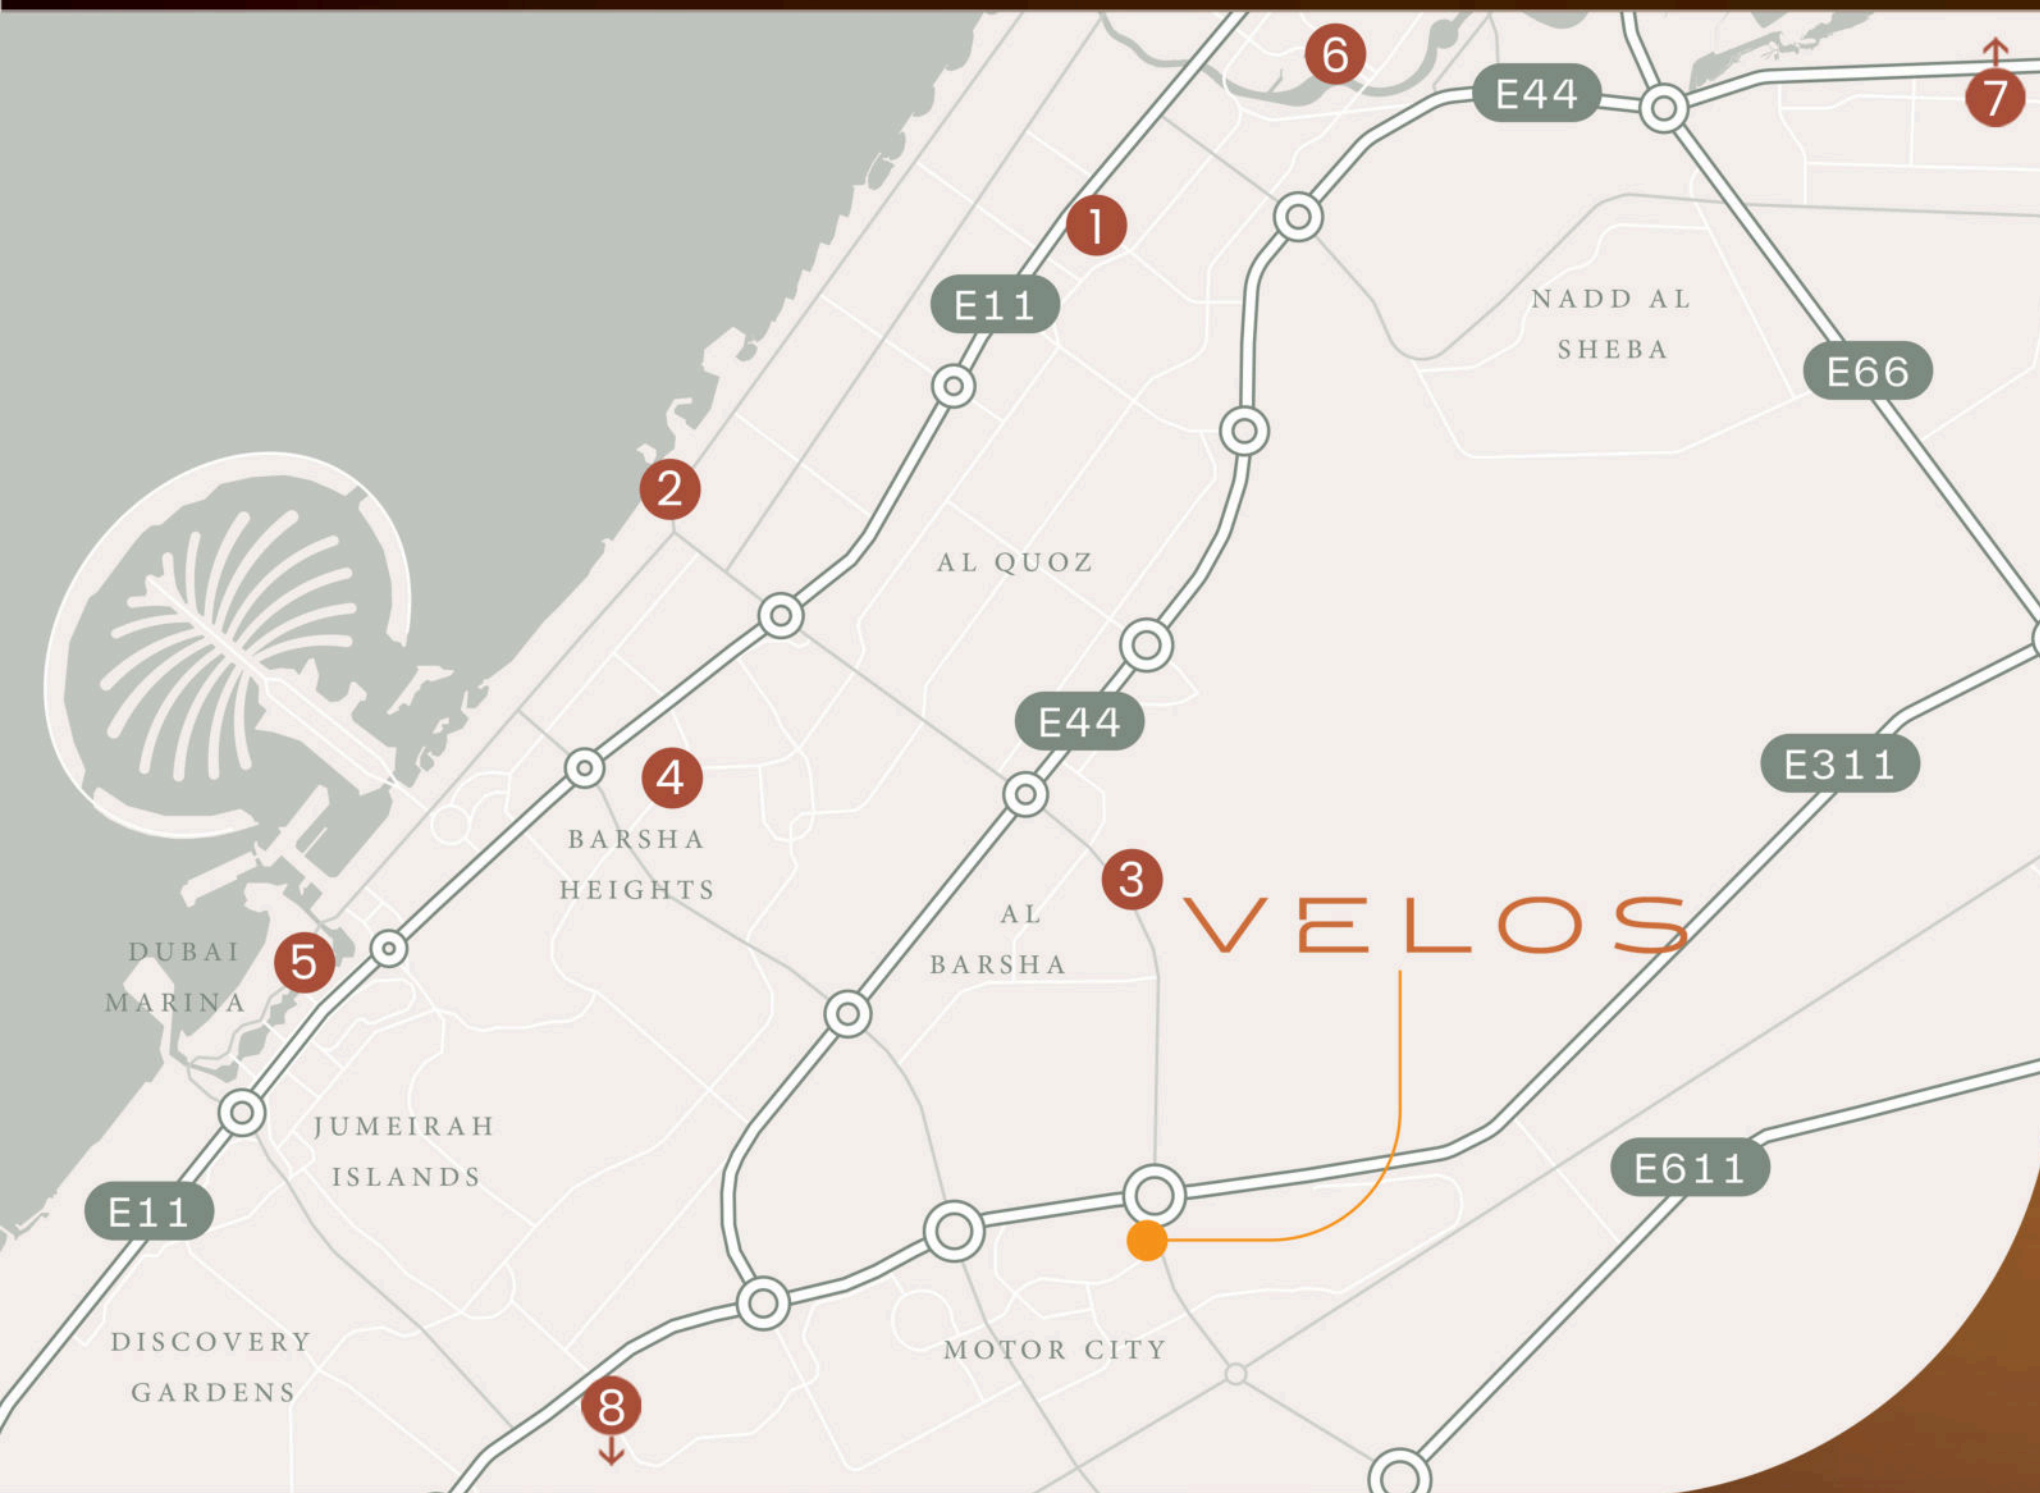 6
E44
7
1
E11
NADD AL
SHEBA
E66
2
AL QUOZ
E44
E311
4
BARSHA
HEIGHTS
3
VELOS
AL
BARSHA
DUBAI
MARINA
5
JUMEIRAH
ISLANDS
E611
E11
DISCOVERY
GARDENS
MOTOR CITY
8